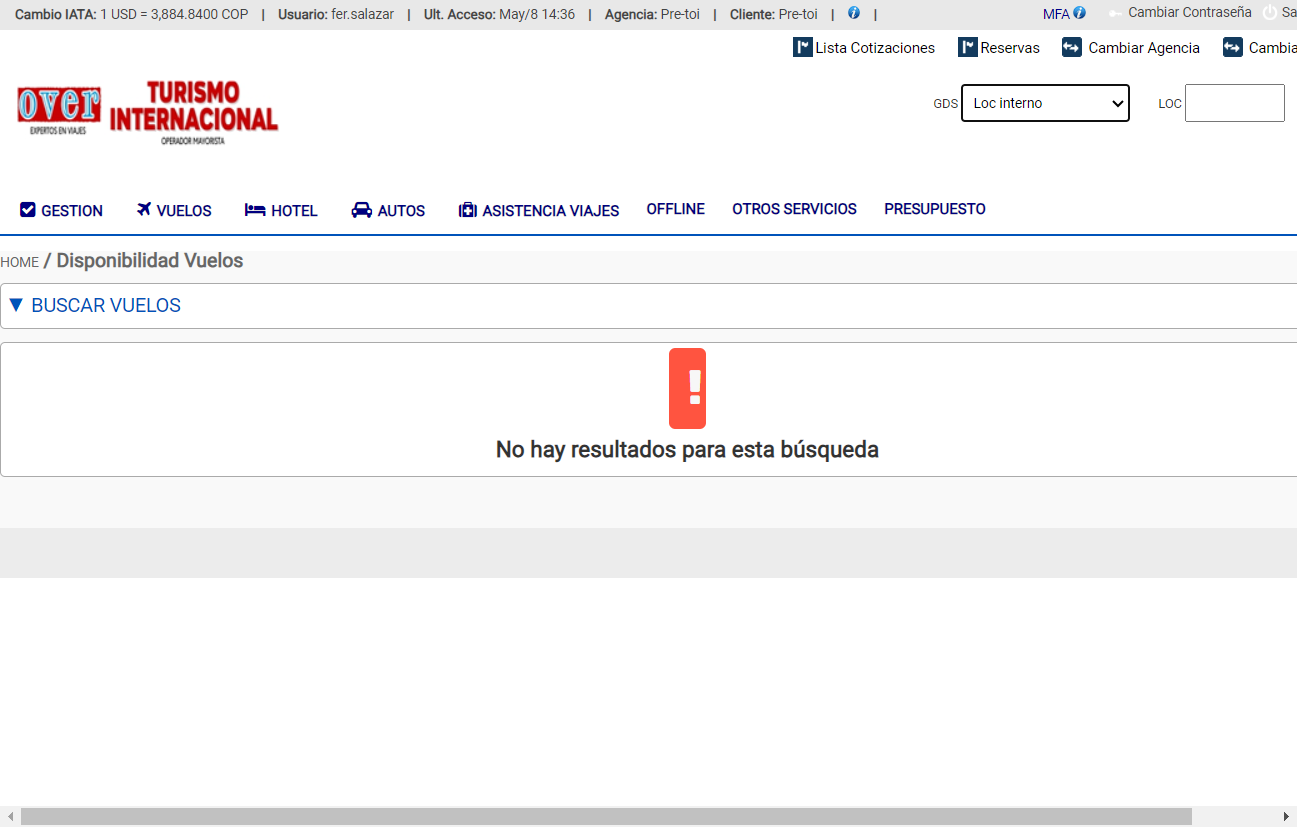 Cambio IATA: 1 USD = 3,884.8400 COP | Usuario: fer.salazar | Ult. Acceso: May/8 14:36 | Agencia: Pre-toi | Cliente: Pre-toi | i | MFA i Cambiar Contraseña Sa
Lista Cotizaciones Reservas Cambiar Agencia Cambia
over TURISMO INTERNACIONAL
EXPERTOS EN VIAJES OPERADOR MAYORISTA
GDS Loc interno LOC
GESTION VUELOS HOTEL AUTOS ASISTENCIA VIAJES OFFLINE OTROS SERVICIOS PRESUPUESTO
HOME / Disponibilidad Vuelos
▼ BUSCAR VUELOS
!
No hay resultados para esta búsqueda